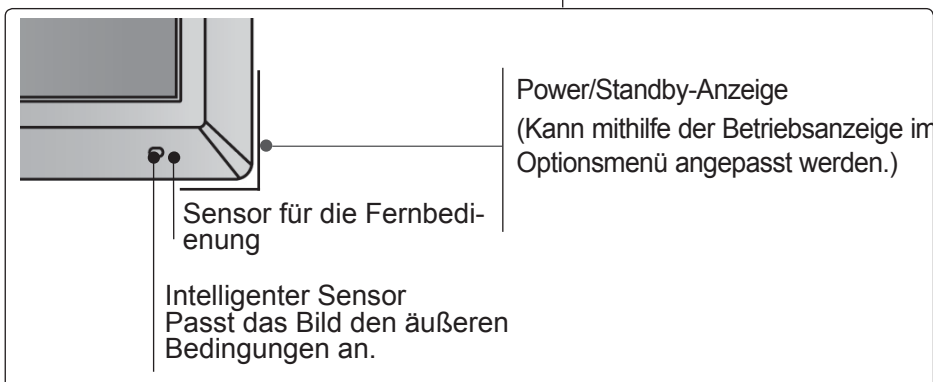 Power/Standby-Anzeige
(Kann mithilfe der Betriebsanzeige im
Optionsmenü angepasst werden.)
Sensor für die Fernbedi-
enung
Intelligenter Sensor
Passt das Bild den äußeren
Bedingungen an.